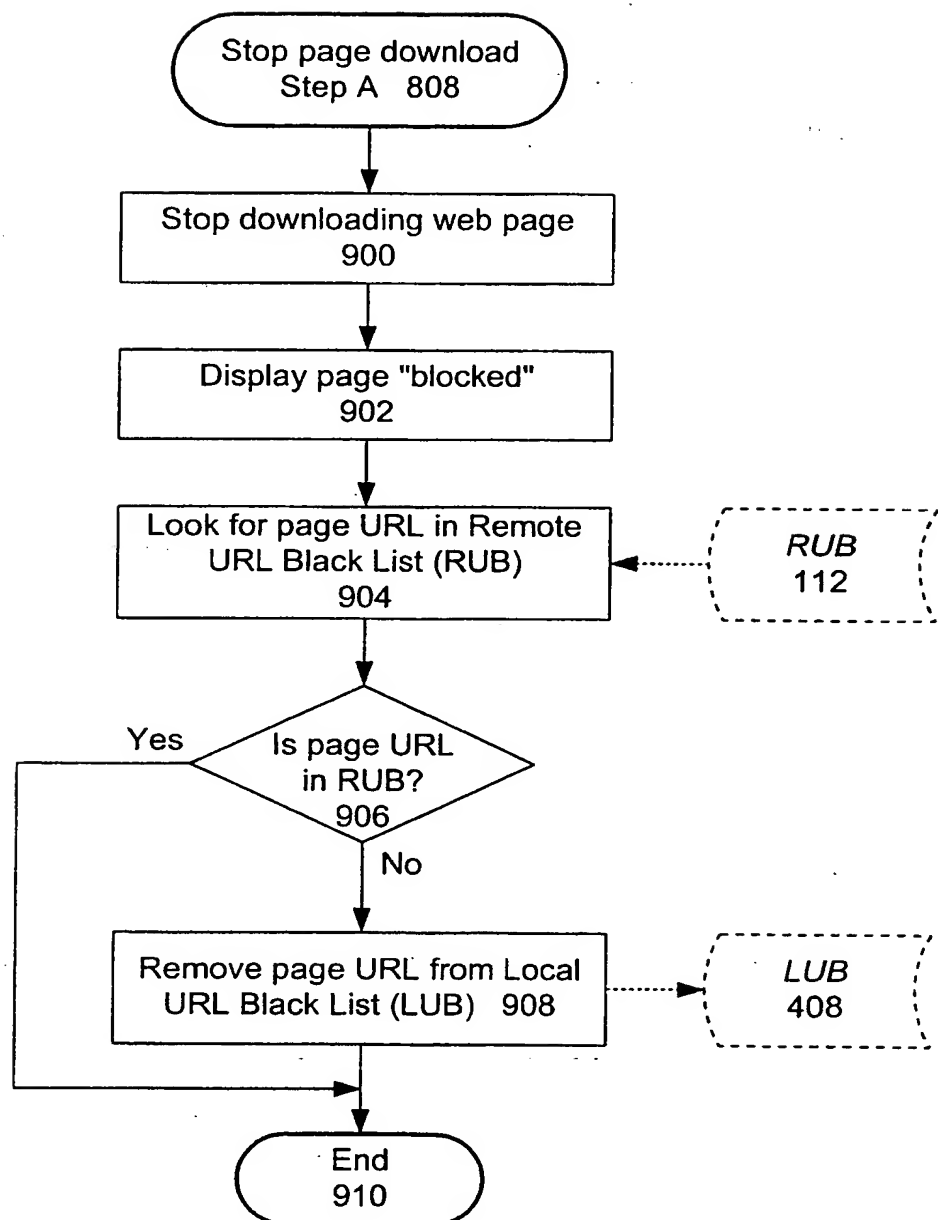 Stop page download
Step A 808
Stop downloading web page
900
Display page "blocked"
902
Look for page URL in Remote
URL Black List (RUB)
904
RUB
112
Yes
Is page URL
in RUB?
906
No
Remove page URL from Local
URL Black List (LUB) 908
LUB
408
End
910